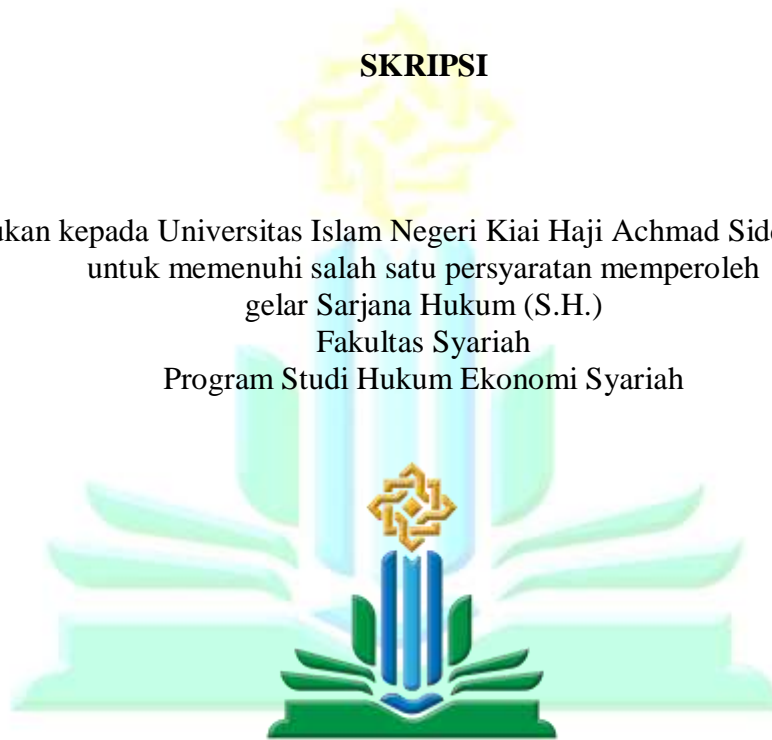 SKRIPSI
kepada Universitas Islam Negeri Kiai Haji Achmad
untuk memenuhi salah satu persyaratan memperoleh
gelar Sarjana Hukum (S.H.)
Fakultas Syariah
Program Studi Hukum Ekonomi Syariah